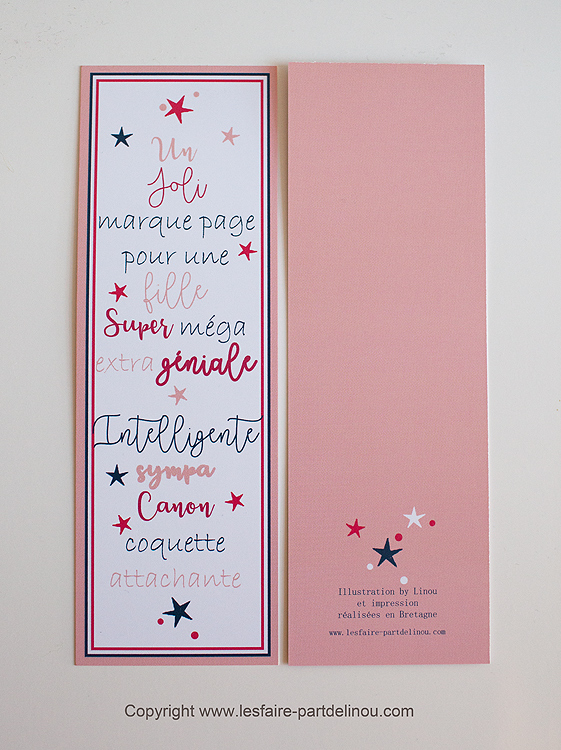 Un
Joli
marque page
pour une
fille
Super méga
extra géniale
Intelligente
sympa
Canon
coquette
attachante
Illustration by Linou
et impression
réalisées en Bretagne
www.lesfaire-partdelinou.com
Copyright www.lesfaire-partdelinou.com